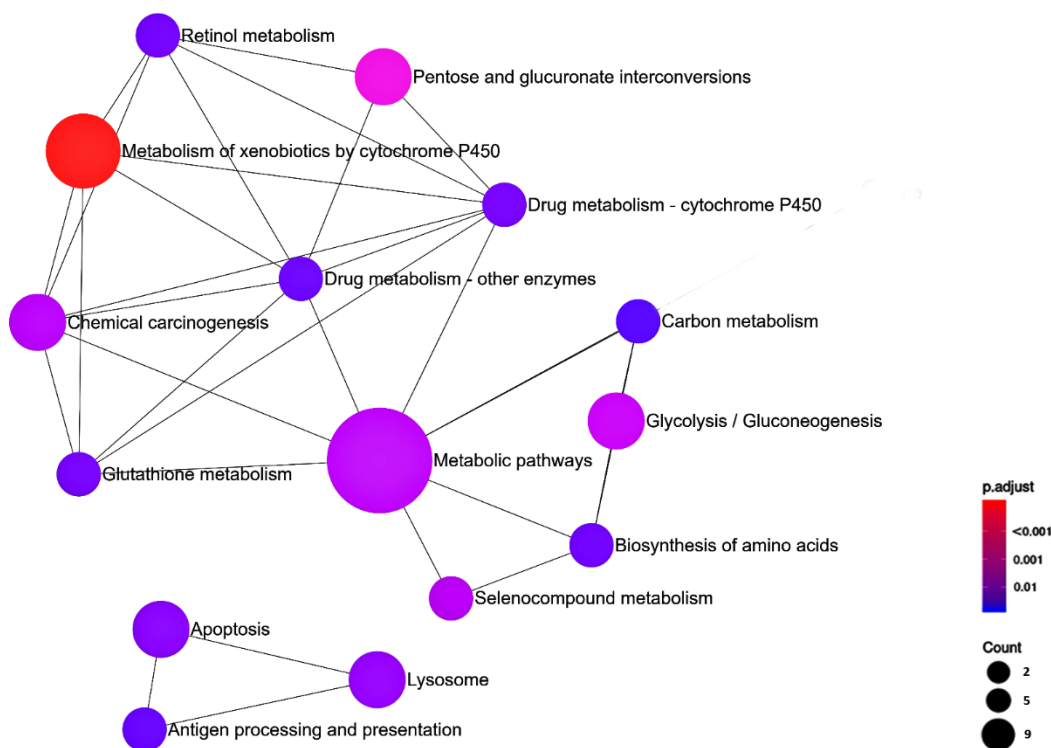 Retinol metabolism
Pentose and glucuronate interconversions
Metabolism of xenobiotics by cytochrome P450
Drug metabolism - cytochrome P450
Drug metabolism - other enzymes
Chemical carcinogenesis
Carbon metabolism
Glycolysis / Gluconeogenesis
Metabolic pathways
Glutathione metabolism
Biosynthesis of amino acids
Selenocompound metabolism
Apoptosis
Lysosome
Antigen processing and presentation
p.adjust
<0.001
0.001
0.01
Count
2
5
9